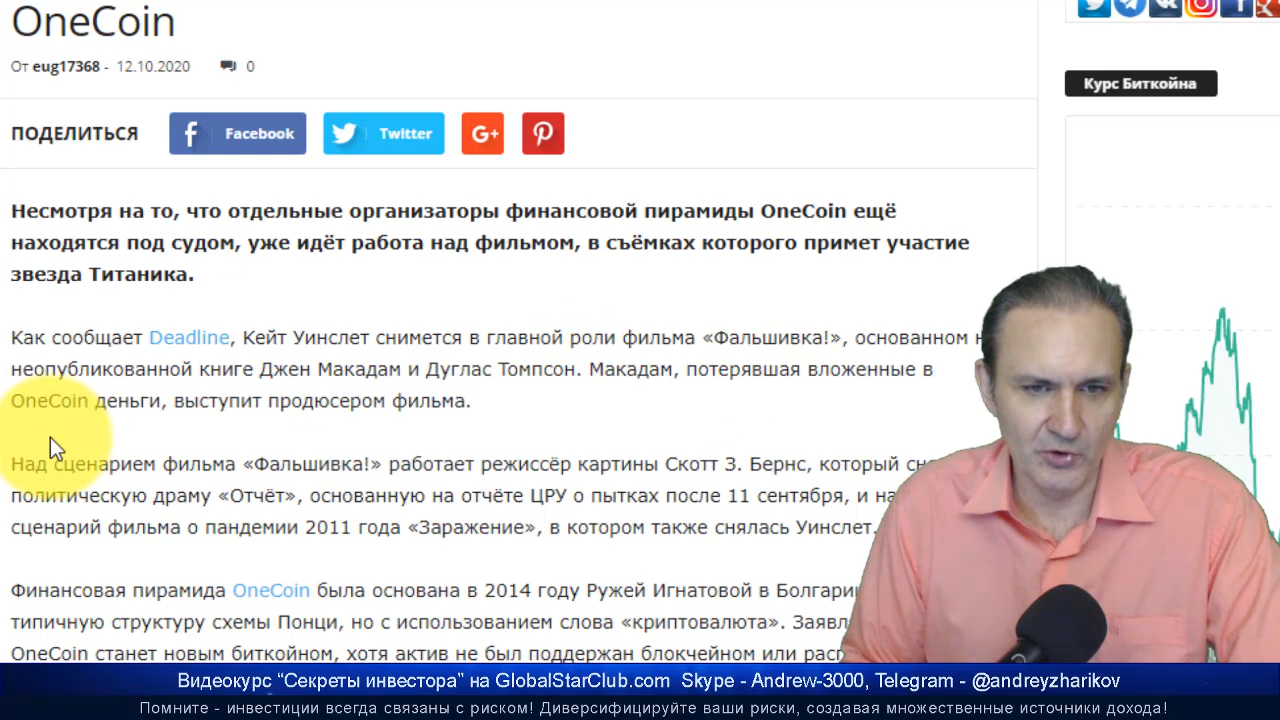 OneCoin
От eug17368 - 12.10.2020 0
Курс Биткойна
ПОДЕЛИТЬСЯ Facebook Twitter G+
Несмотря на то, что отдельные организаторы финансовой пирамиды OneCoin ещё
находятся под судом, уже идёт работа над фильмом, в съёмках которого примет участие
звезда Титаника.
Как сообщает Deadline, Кейт Уинслет снимется в главной роли фильма «Фальшивка!», основанном
неопубликованной книге Джен Макадам и Дуглас Томпсон. Макадам, потерявшая вложенные в
OneCoin деньги, выступит продюсером фильма.
Над сценарием фильма «Фальшивка!» работает режиссёр картины Скотт З. Бернс, который
политическую драму «Отчёт», основанную на отчёте ЦРУ о пытках после 11 сентября, и
сценарий фильма о пандемии 2011 года «Заражение», в котором также снялась Уинслет.
Финансовая пирамида OneCoin была основана в 2014 году Ружей Игнатовой в
типичную структуру схемы Понци, но с использованием слова «криптовалюта».
OneCoin станет новым биткойном, хотя актив не был поддержан блокчейном или
Видеокурс “Секреты инвестора” на GlobalStarClub.com Skype - Andrew-3000, Telegram - @andreyzharikov
Помните - инвестиции всегда связаны с риском! Диверсифицируйте ваши риски, создавая множественные источники дохода!